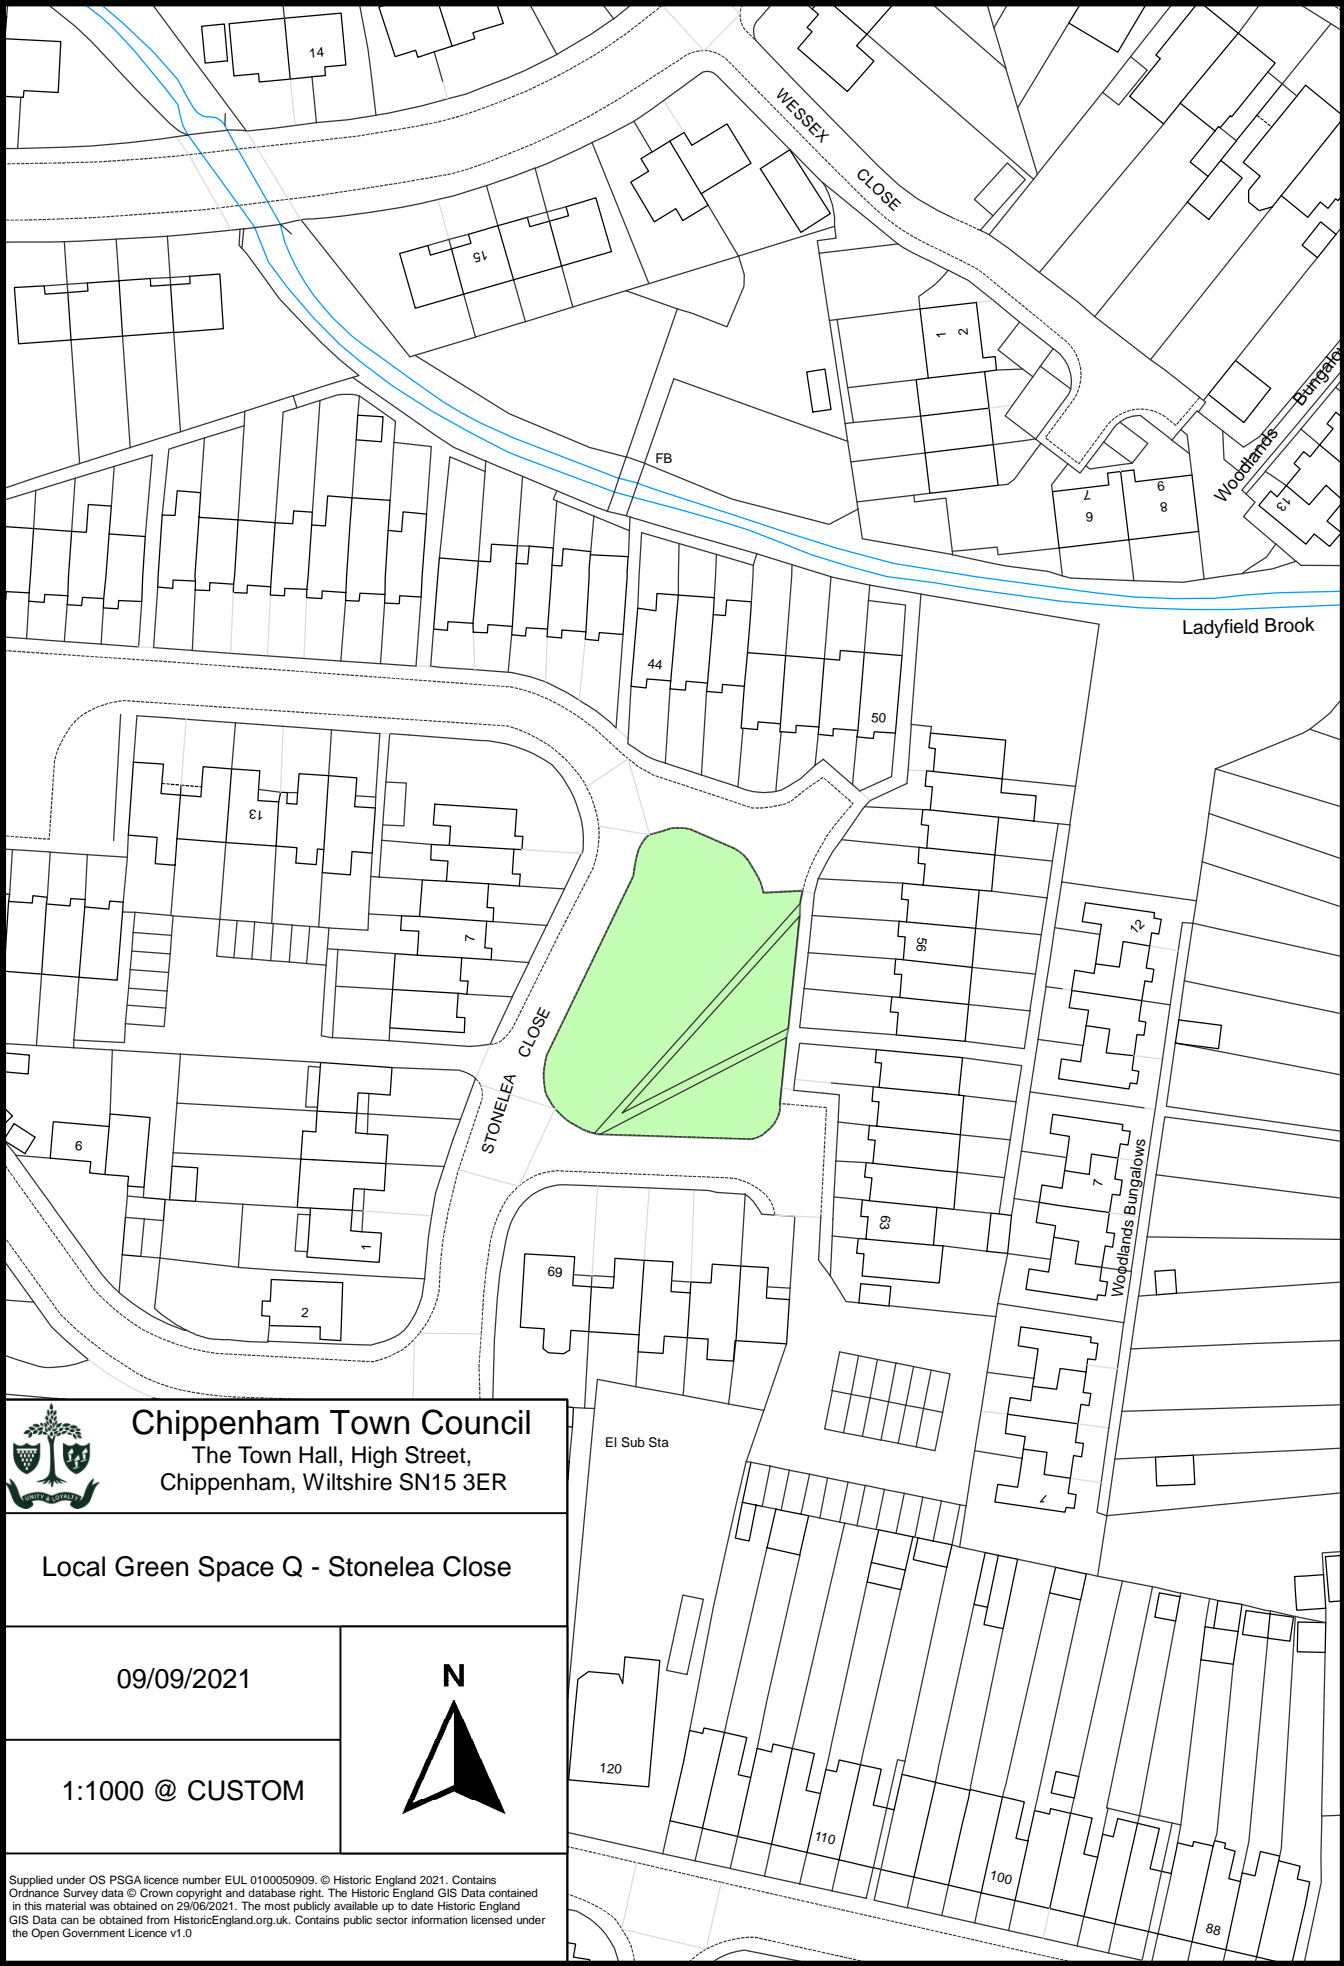 14
WESSEX
CLOSE
15
1
2
Woodlands
Bungalo
FB
7
6
9
8
13
Ladyfield Brook
44
50
13
7
56
12
STONELEA CLOSE
6
7
Woodlands Bungalows
63
1
2
69
1
El Sub Sta
120
110
100
88
Chippenham Town Council
The Town Hall, High Street,
Chippenham, Wiltshire SN15 3ER
UNITY & LOYALTY
Local Green Space Q - Stonelea Close
09/09/2021
N
1:1000 @ CUSTOM
Supplied under OS PSGA licence number EUL 0100050909. © Historic England 2021. Contains
Ordnance Survey data © Crown copyright and database right. The Historic England GIS Data contained
in this material was obtained on 29/06/2021. The most publicly available up to date Historic England
GIS Data can be obtained from HistoricEngland.org.uk. Contains public sector information licensed under
the Open Government Licence v1.0